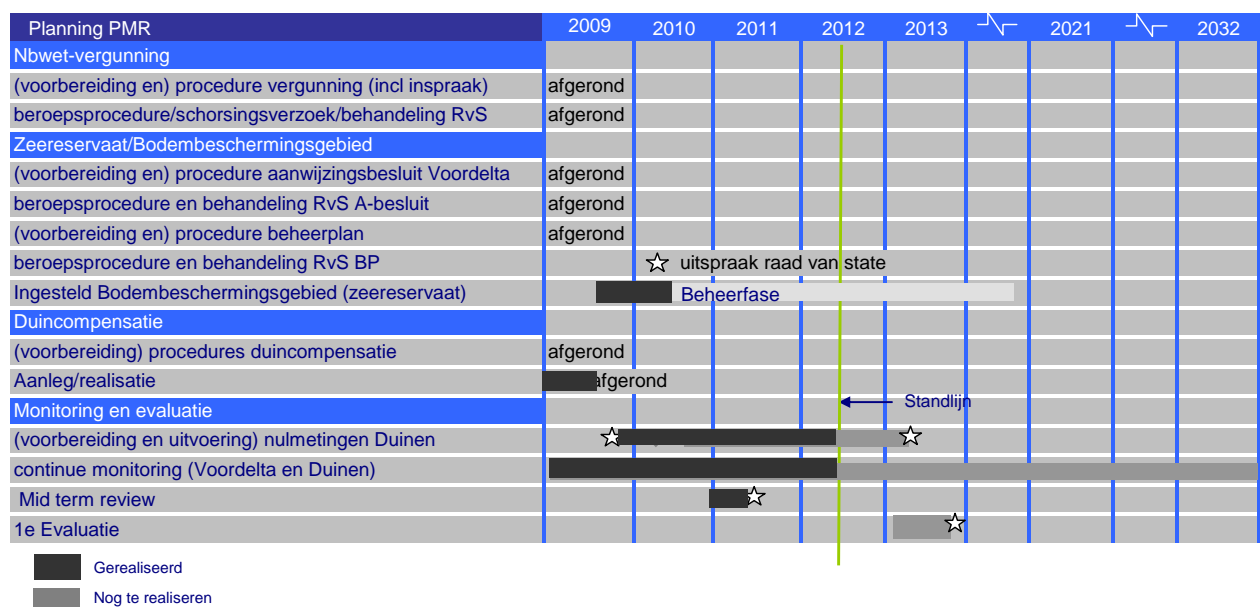 Planning PMR 2009 2010 2011 2012 2013 2021 2032
Nbwet-vergunning
(voorbereiding en) procedure vergunning (incl inspraak) afgerond
beroepsprocedure/schorsingsverzoek/behandeling RvS afgerond
Zeereservaat/Bodembeschermingsgebied
(voorbereiding en) procedure aanwijzingsbesluit Voordelta afgerond
beroepsprocedure en behandeling RvS A-besluit afgerond
(voorbereiding en) procedure beheerplan afgerond
beroepsprocedure en behandeling RvS BP uitspraak raad van state
Ingesteld Bodembeschermingsgebied (zeereservaat) Beheerfase
Duincompensatie
(voorbereiding) procedures duincompensatie afgerond
Aanleg/realisatie afgerond
Monitoring en evaluatie Standlijn
(voorbereiding en uitvoering) nulmetingen Duinen
continue monitoring (Voordelta en Duinen)
Mid term review
1e Evaluatie
Gerealiseerd
Nog te realiseren